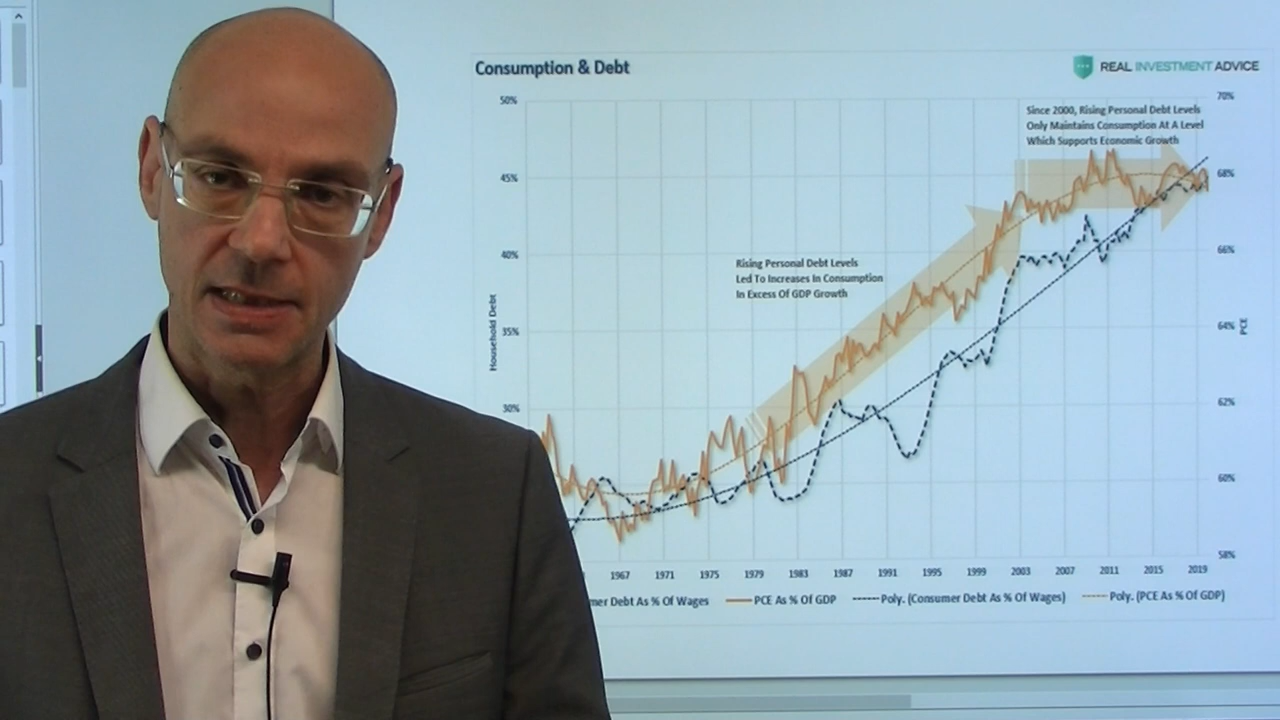 Consumption & Debt
REAL INVESTMENT ADVICE
50%
70%
Since 2000, Rising Personal Debt Levels
Only Maintains Consumption At A Level
Which Supports Economic Growth
45%
68%
40%
66%
Rising Personal Debt Levels
Led To Increases In Consumption
In Excess Of GDP Growth
Household Debt
35%
64%
PCE
30%
62%
60%
58%
1967 1971 1975 1979 1983 1987 1991 1995 1999 2003 2007 2011 2015 2019
mer Debt As % Of Wages PCE As % Of GDP Poly. (Consumer Debt As % Of Wages) Poly. (PCE As % Of GDP)